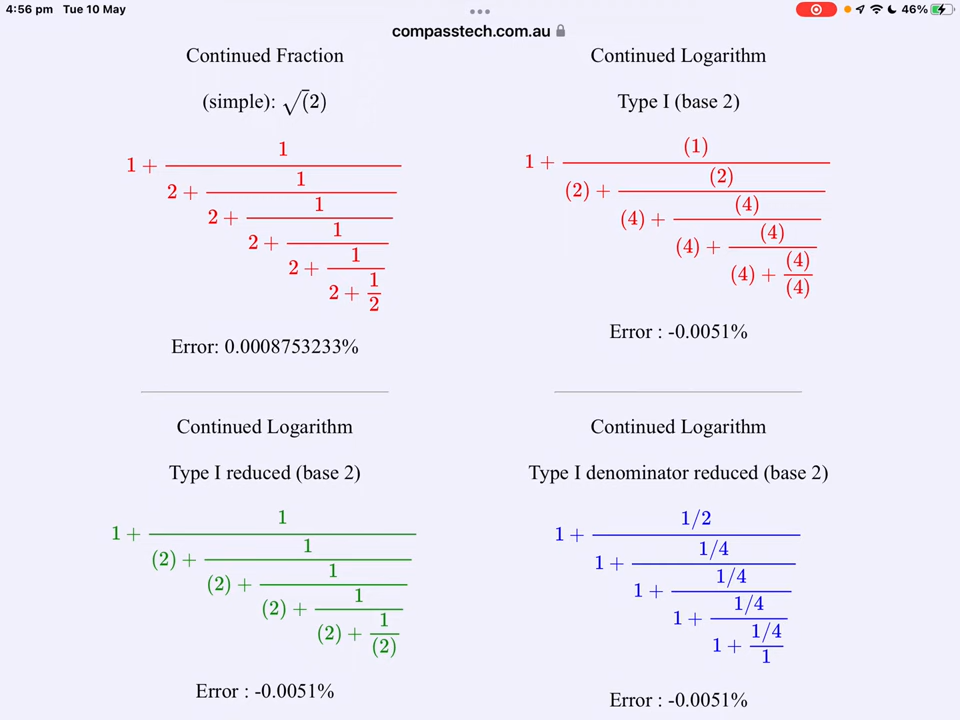 4:56 pm Tue 10 May
46%
compasstech.com.au
Continued Fraction
(simple): √(2)
1 + 1
2 + 1
2 + 1
2 + 1
2 + 1
2 + 1
2
Error: 0.0008753233%
Continued Logarithm
Type I (base 2)
1 + (1)
(2) + (2)
(4) + (4)
(4) + (4)
(4) + (4)
(4)
Error : -0.0051%
Continued Logarithm
Type I reduced (base 2)
1 + 1
(2) + 1
(2) + 1
(2) + 1
(2) + 1
(2)
Error : -0.0051%
Continued Logarithm
Type I denominator reduced (base 2)
1 + 1/2
1 + 1/4
1 + 1/4
1 + 1/4
1 + 1/4
1
Error : -0.0051%